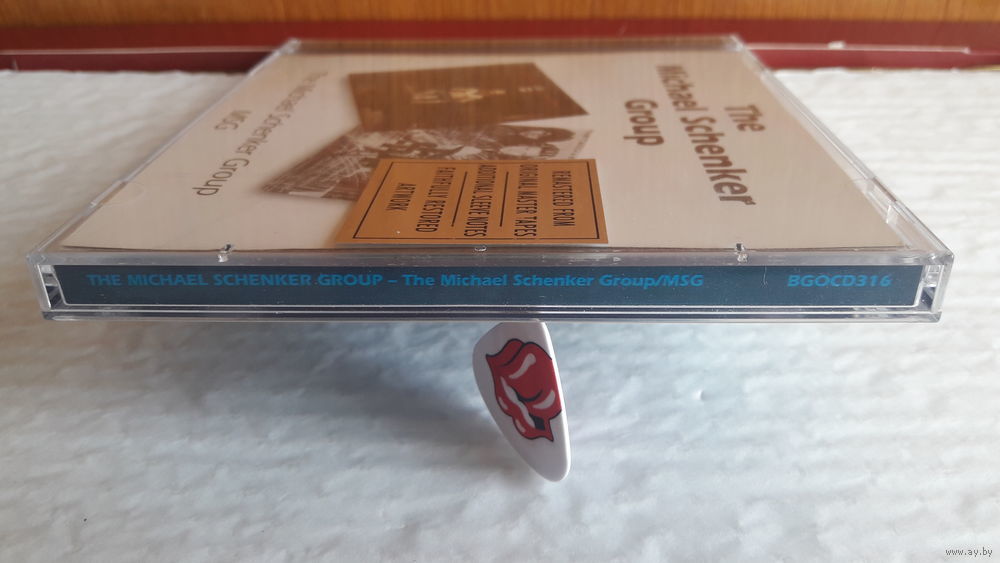 The
Michael Schenker
Group
The Michael Schenker Group
MSG
REMASTERED FROM
ORIGINAL MASTER TAPES
ADDITIONAL SLEEVE NOTES
FAITHFULLY RESTORED
ARTWORK
THE MICHAEL SCHENKER GROUP – The Michael Schenker Group/MSG BGOCD316
www.ay.by